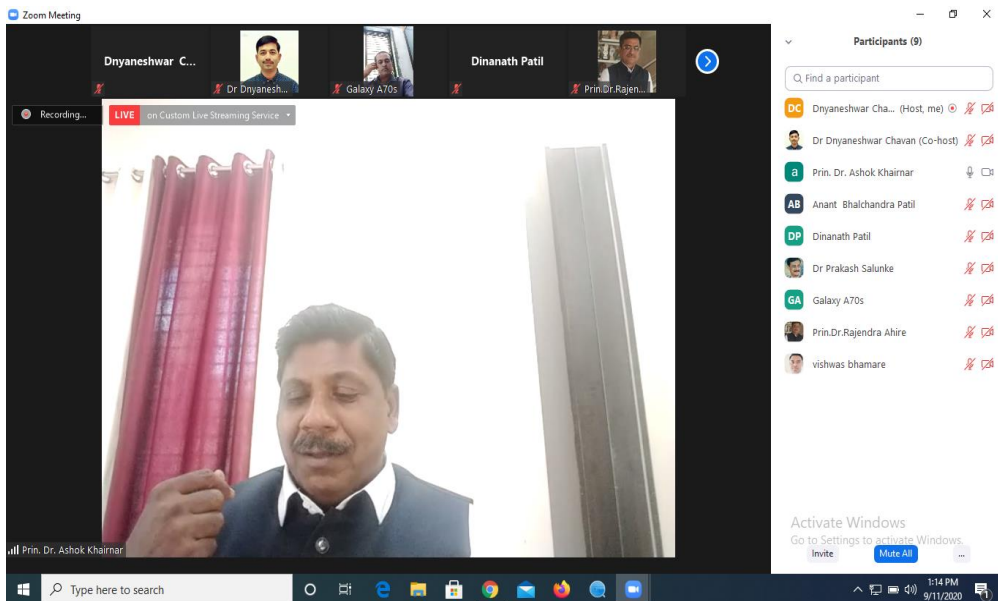 Zoom Meeting
Dnyaneshwar C...
Dr Dnyanesh...
Galaxy A70s
Dinanath Patil
Prin.Dr.Rajen...
Recording...
LIVE on Custom Live Streaming Service
Prin. Dr. Ashok Khairnar
Participants (9)
Find a participant
DC Dnyaneshwar Cha... (Host, me)
Dr Dnyaneshwar Chavan (Co-host)
a Prin. Dr. Ashok Khairnar
AB Anant Bhalchandra Patil
DP Dinanath Patil
Dr Prakash Salunke
GA Galaxy A70s
Prin.Dr.Rajendra Ahire
vishwas bhamare
Activate Windows
Go to Settings to activate Windows.
Invite Mute All ...
Type here to search
1:14 PM
9/11/2020
1